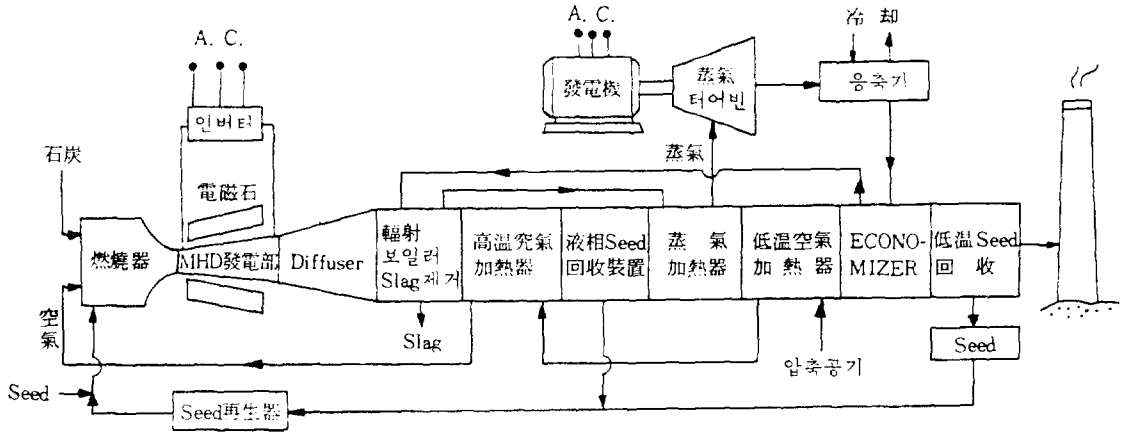 A. C.
A. C.
冷 却
發電機
蒸氣
터어빈
응축기
인버터
石炭
電磁石
蒸氣
燃燒器
MHD發電部
Diffuser
輻射
보일러
Slag제거
高温究氣
加熱器
液相Seed
回收裝置
蒸 氣
加熱器
低温空氣
加 熱 器
ECONO-
MIZER
低温Seed
回 收
空氣
Slag
압축공기
Seed
Seed
Seed再生器